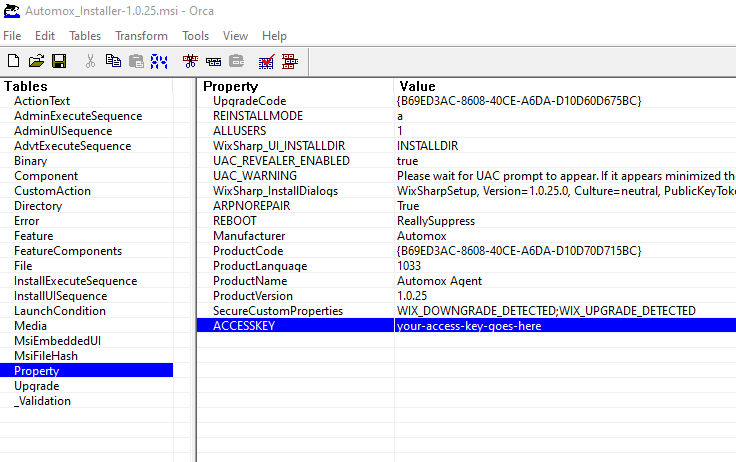 Automox_Installer-1.0.25.msi - Orca
File Edit Tables Transform Tools View Help
Tables
ActionText
AdminExecuteSequence
AdminUISequence
AdvtExecuteSequence
Binary
Component
CustomAction
Directory
Error
Feature
FeatureComponents
File
InstallExecuteSequence
InstallUISequence
LaunchCondition
Media
MsiEmbeddedUI
MsiFileHash
Property
Upgrade
_Validation
Property Value
UpgradeCode {B69ED3AC-8608-40CE-A6DA-D10D60D675BC}
REINSTALLMODE a
ALLUSERS 1
WixSharp_UI_INSTALLDIR INSTALLDIR
UAC_REVEALER_ENABLED true
UAC_WARNING Please wait for UAC prompt to appear. If it appears minimized th
WixSharp_InstallDialogs WixSharpSetup, Version=1.0.25.0, Culture=neutral, PublicKeyTok
ARPNOREPAIR True
REBOOT ReallySuppress
Manufacturer Automox
ProductCode {B69ED3AC-8608-40CE-A6DA-D10D70D715BC}
ProductLanguage 1033
ProductName Automox Agent
ProductVersion 1.0.25
SecureCustomProperties WIX_DOWNGRADE_DETECTED;WIX_UPGRADE_DETECTED
ACCESSKEY your-access-key-goes-here